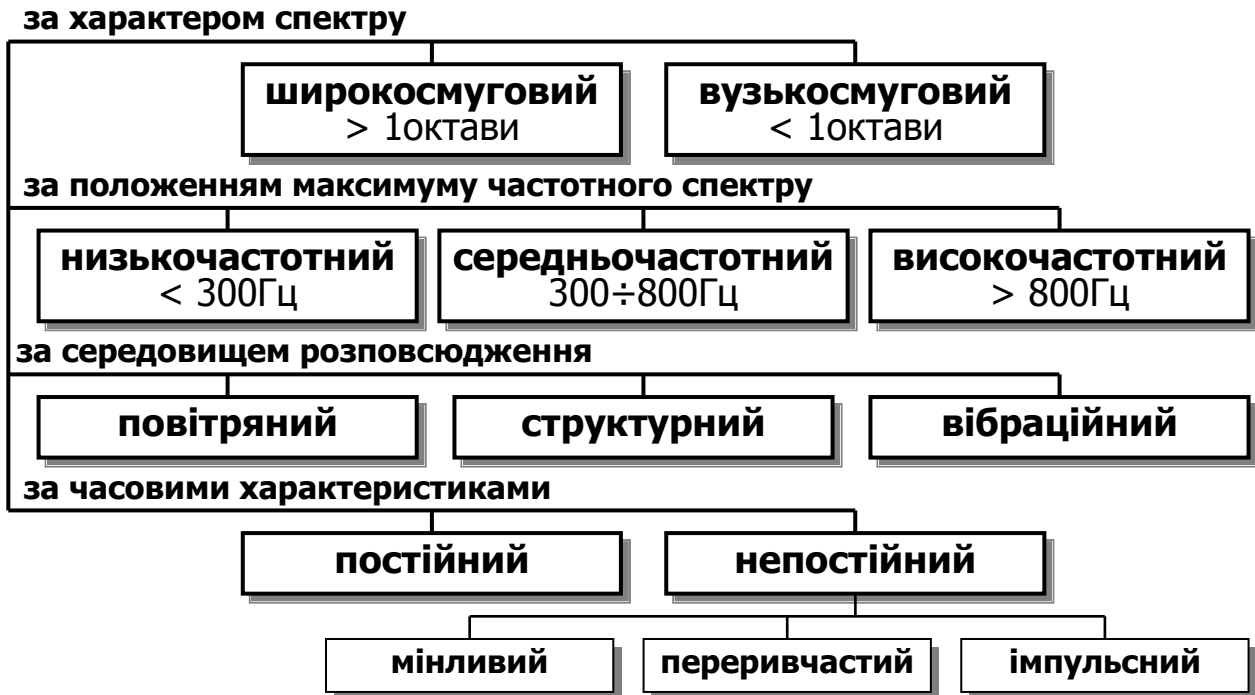 за характером спектру
широкосмуговий
> 1октави
вузькосмуговий
< 1октави
за положенням максимуму частотного спектру
низькочастотний
< 300Гц
середньочастотний
300÷800Гц
високочастотний
> 800Гц
за середовищем розповсюдження
повітряний
структурний
вібраційний
за часовими характеристиками
постійний
непостійний
мінливий
переривчастий
імпульсний